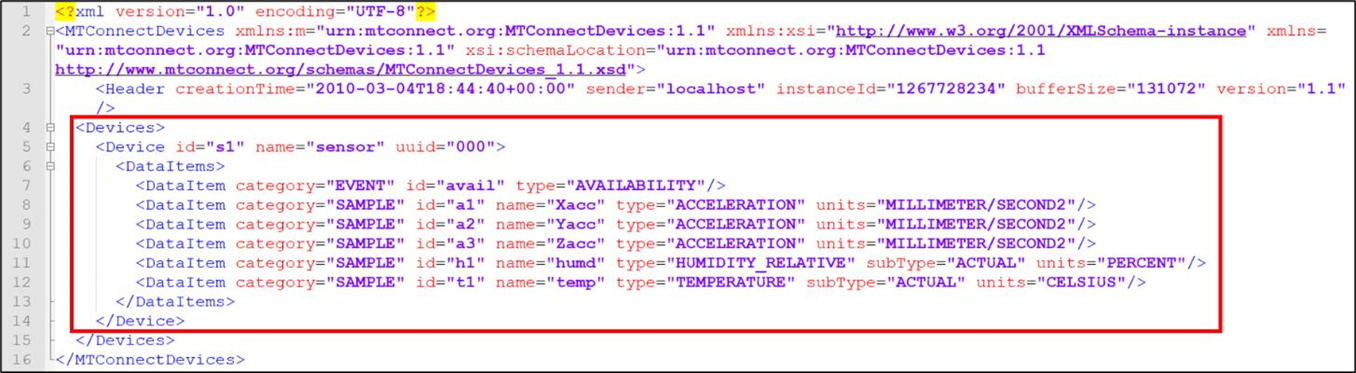 1 <?xml version="1.0" encoding="UTF-8"?>
2 <MTConnectDevices xmlns:m="urn:mtconnect.org:MTConnectDevices:1.1" xmlns:xsi="http://www.w3.org/2001/XMLSchema-instance" xmlns=
"urn:mtconnect.org:MTConnectDevices:1.1" xsi:schemaLocation="urn:mtconnect.org:MTConnectDevices:1.1
http://www.mtconnect.org/schemas/MTConnectDevices_1.1.xsd">
3 <Header creationTime="2010-03-04T18:44:40+00:00" sender="localhost" instanceId="1267728234" bufferSize="131072" version="1.1"
/>
4 <Devices>
5 <Device id="s1" name="sensor" uuid="000">
6 <DataItems>
7 <DataItem category="EVENT" id="avail" type="AVAILABILITY"/>
8 <DataItem category="SAMPLE" id="a1" name="Xacc" type="ACCELERATION" units="MILLIMETER/SECOND2"/>
9 <DataItem category="SAMPLE" id="a2" name="Yacc" type="ACCELERATION" units="MILLIMETER/SECOND2"/>
10 <DataItem category="SAMPLE" id="a3" name="Zacc" type="ACCELERATION" units="MILLIMETER/SECOND2"/>
11 <DataItem category="SAMPLE" id="h1" name="humd" type="HUMIDITY_RELATIVE" subType="ACTUAL" units="PERCENT"/>
12 <DataItem category="SAMPLE" id="t1" name="temp" type="TEMPERATURE" subType="ACTUAL" units="CELSIUS"/>
13 </DataItems>
14 </Device>
15 </Devices>
16 </MTConnectDevices>